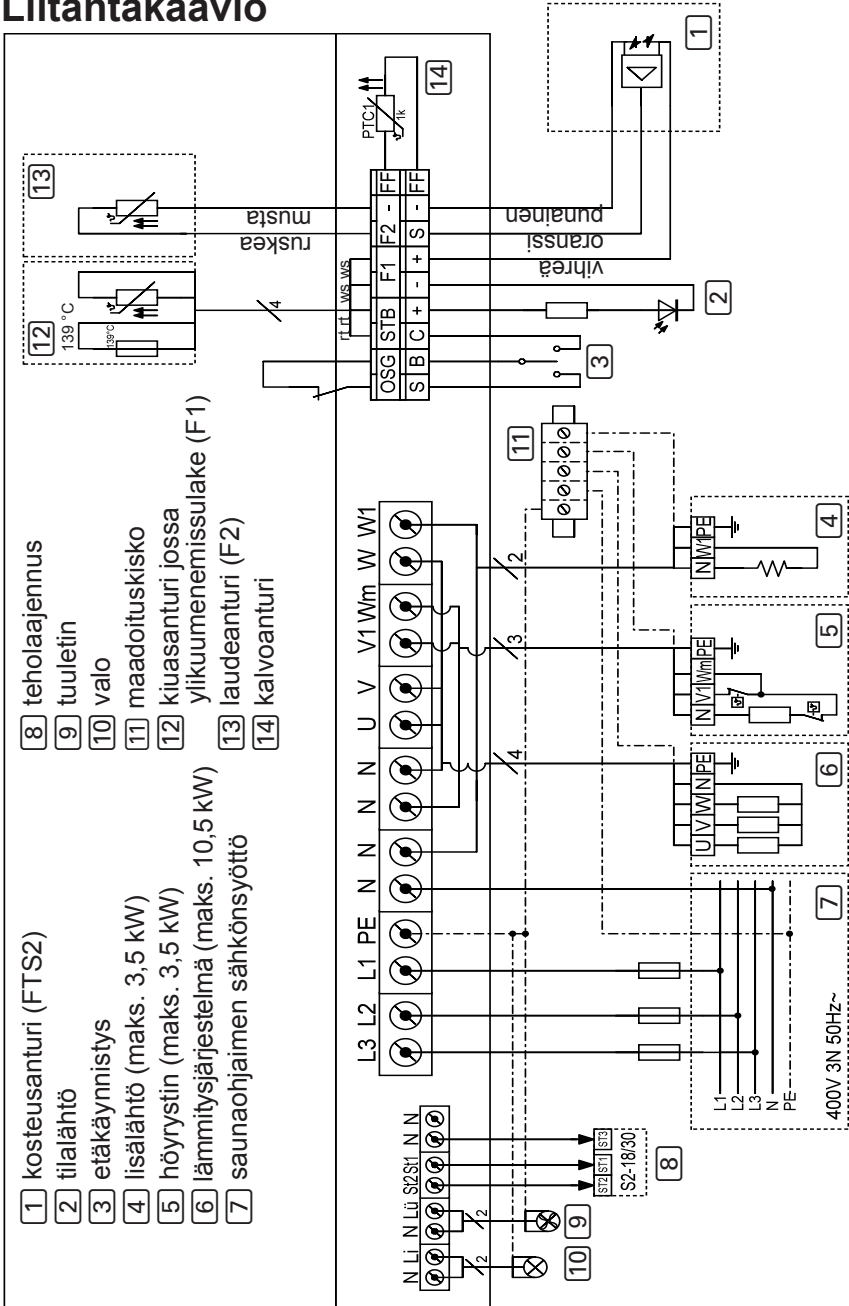 Liitäntäkaavio
1 kosteusanturi (FTS2)
2 tilalähtö
3 etäkäynnistys
4 lisälähtö (maks. 3,5 kW)
5 höyrystin (maks. 3,5 kW)
6 lämmitysjärjestelmä (maks. 10,5 kW)
7 saunaohjaimen sähkönsyöttö
8 teholaajennus
9 tuuletin
10 valo
11 maadoituskisko
12 kiuasanturi jossa
ylikuumenemissulake (F1)
13 laudeanturi (F2)
14 kalvoanturi
12
139 °C
139°C
13
ruskea
musta
4
rt rt ws ws
PTC1
1k
14
OSG STB F1 F2 - FF
S B C + - + S - FF
vihreä
oranssi
punainen
1
2
3
N Li N Lü St2 St1 N N
L3 L2 L1 PE N N N N U V V1 Wm W W1
11
2
2
10
9
ST2 ST1 ST3
S2-18/30
8
4
3
2
L1
L2
L3
N
PE
400V 3N 50Hz~
7
U V W N PE
6
N V1 Wm PE
5
N W1 PE
4